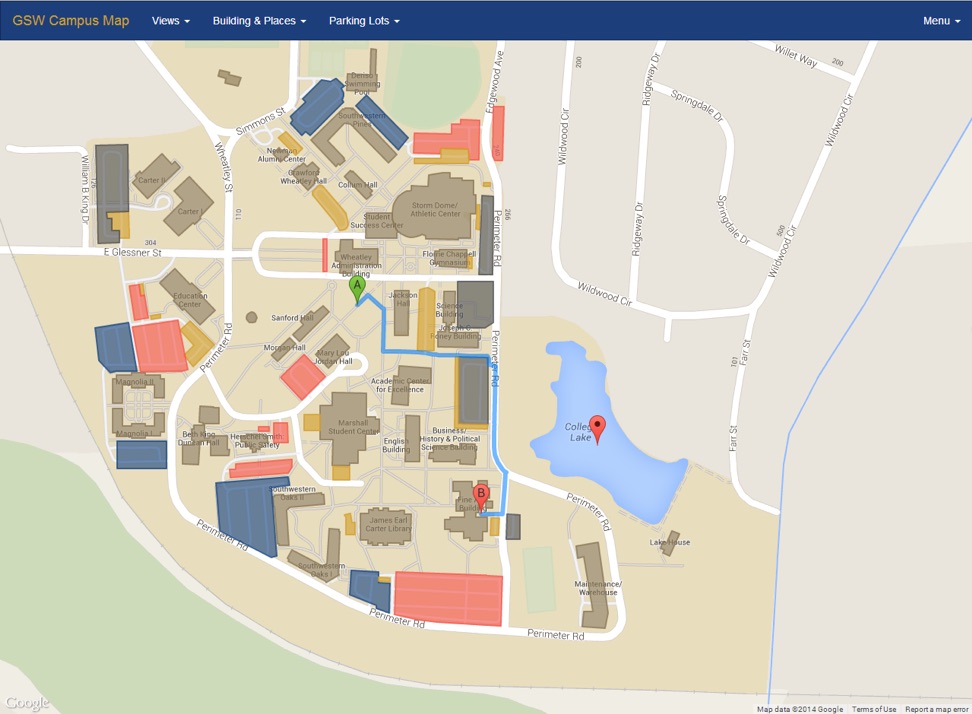 GSW Campus Map
Views
Building & Places
Parking Lots
Menu
Willet Way
200
200
Edgewood Ave
Ridgeway Dr
Springdale Dr
Wildwood Cir
Wildwood Cir
Denise
Swimming
Pool
Simmons St
Southwestern
Pines
Newman
Alumni Center
Wheatley St
William B King Dr
Carter II
Crawford
Wheatley Hall
Collum Hall
Carter I
110
Storm Dome/
Athletic Center
Student
Success Center
266
Perimeter Rd
Ridgeway Dr
Springdale Dr
500
Wildwood Cir
304
E Glessner St
Wheatley
Administration
Building
Florrie Chappell
Gymnasium
A
Wildwood Cir
Education
Center
Jackson
Hall
Science
Building
Sanford Hall
Roney Building
Perimeter Rd
Morgan Hall
Mary Lou
Jordan Hall
Perimeter Rd
101
Farr St
Magnolia II
Academic Center
for Excellence
Magnolia I
Marshall
Student Center
College
Lake
Farr St
Beth King
Duncan Hall
Herschel Smith
Public Safety
English
Building
Business/
History & Political
Science Building
Southwestern
Oaks II
B
Fine
Building
Perimeter Rd
James Earl
Carter Library
Perimeter Rd
Lake House
Southwestern
Oaks I
Maintenance/
Warehouse
Perimeter Rd
Perimeter Rd
Google
Map data ©2014 Google
Terms of Use
Report a map error